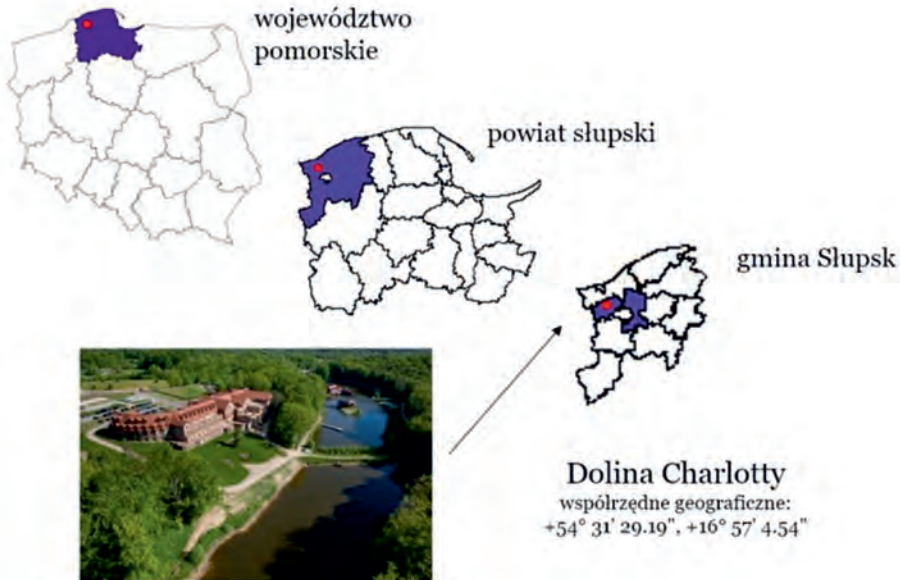 województwo
pomorskie
powiat słupski
gmina Słupsk
Dolina Charlotty
współrzędne geograficzne:
+54° 31' 29.19", +16° 57' 4.54"